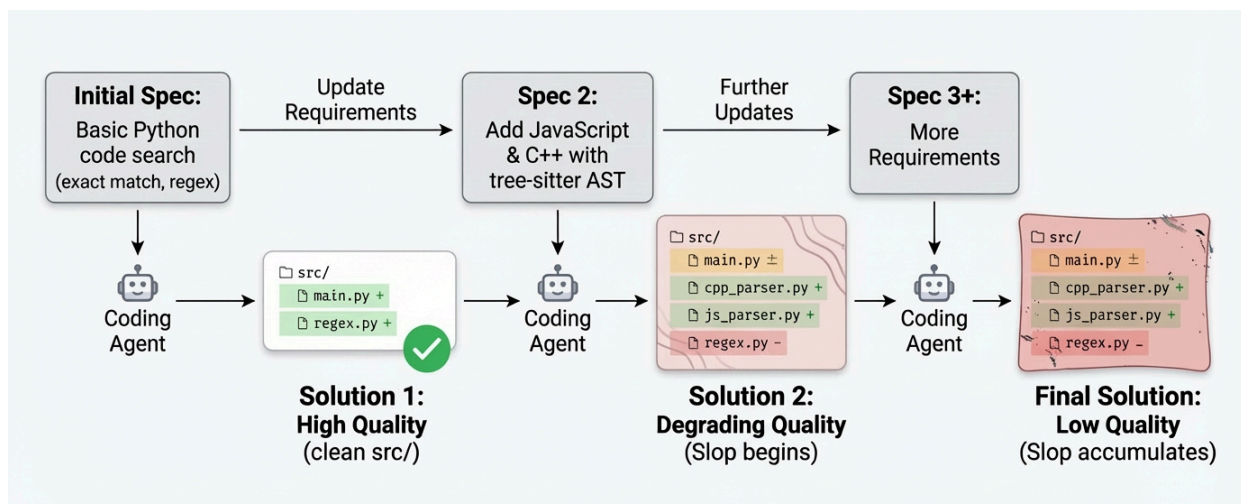 Initial Spec:
Basic Python
code search
(exact match, regex)
Update
Requirements
Spec 2:
Add JavaScript
& C++ with
tree-sitter AST
Further
Updates
Spec 3+:
More
Requirements
Coding
Agent
src/
main.py +
regex.py +
Solution 1:
High Quality
(clean src/)
Coding
Agent
src/
main.py ±
cpp_parser.py +
js_parser.py +
regex.py −
Solution 2:
Degrading Quality
(Slop begins)
Coding
Agent
src/
main.py ±
cpp_parser.py +
js_parser.py +
regex.py −
Final Solution:
Low Quality
(Slop accumulates)